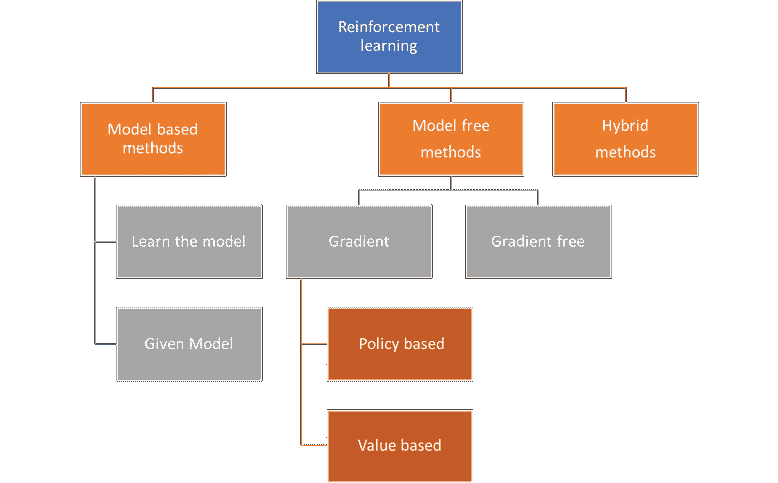 Reinforcement
learning
Model based
methods
Model free
methods
Hybrid
methods
Learn the model
Gradient
Gradient free
Given Model
Policy based
Value based